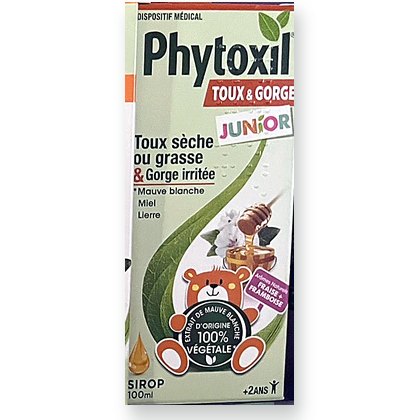 DISPOSITIF MÉDICAL
Phytoxil
TOUX & GORGE
JUNIOR
Toux sèche
ou grasse
& Gorge irritée
*Mauve blanche
Miel
Lierre
Arômes Naturels
FRAISE &
FRAMBOISE
EXTRAIT DE MAUVE BLANCHE
D'ORIGINE
100%
VÉGÉTALE*
SIROP
100ml
+2ANS